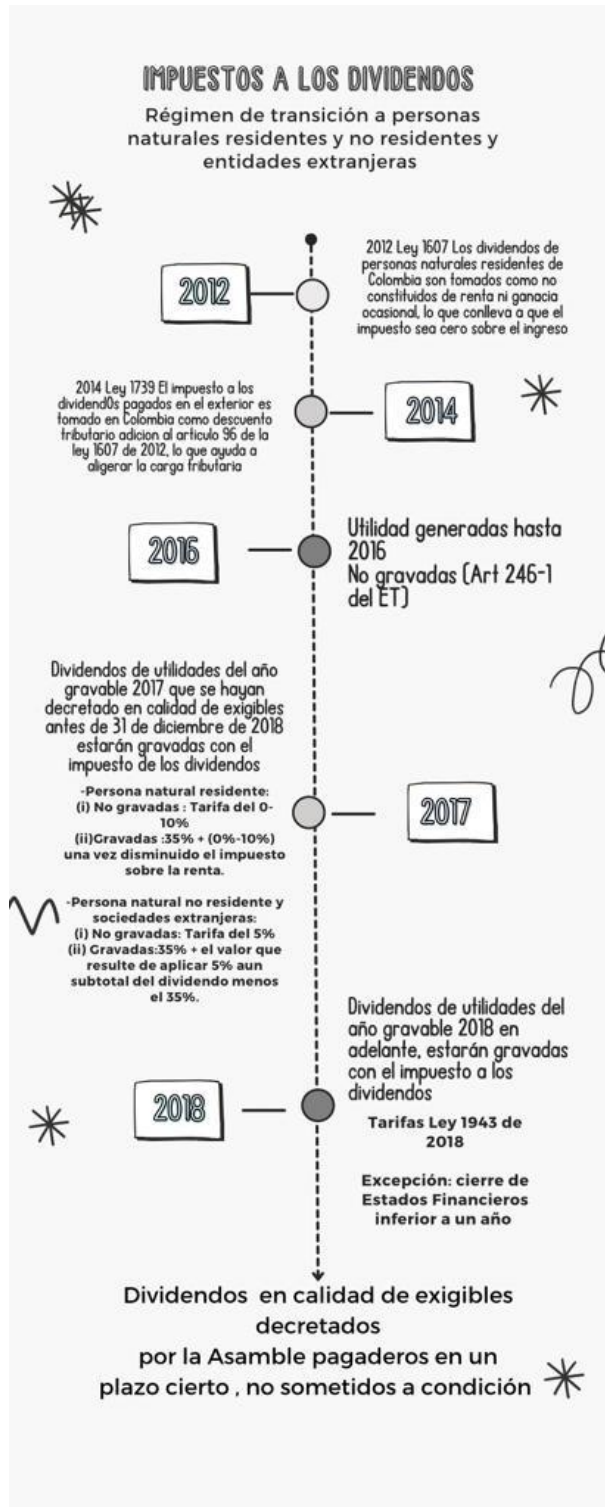 IMPUESTOS A LOS DIVIDENDOS
Régimen de transición a personas
naturales residentes y no residentes y
entidades extranjeras
2012
2012 Ley 1607 Los dividendos de
personas naturales residentes de
Colombia son tomados como no
constituidos de renta ni ganacia
ocasional, lo que conlleva a que el
impuesto sea cero sobre el ingreso
2014 Ley 1739 El impuesto a los
dividend0s pagados en el exterior es
tomado en Colombia como descuento
tributario adicion al articulo 96 de la
ley 1607 de 2012, lo que ayuda a
aligerar la carga tributaria
2014
2016
Utilidad generadas hasta
2016
No gravadas (Art 246-1
del ET)
Dividendos de utilidades del año
gravable 2017 que se hayan
decretado en calidad de exigibles
antes de 31 de diciembre de 2018
estarán gravadas con el
impuesto de los dividendos
-Persona natural residente:
(i) No gravadas : Tarifa del 0-
10%
(ii)Gravadas :35% + (0%-10%)
una vez disminuido el impuesto
sobre la renta.
-Persona natural no residente y
sociedades extranjeras:
(i) No gravadas: Tarifa del 5%
(ii) Gravadas:35% + el valor que
resulte de aplicar 5% aun
subtotal del dividendo menos
el 35%.
2017
2018
Dividendos de utilidades del
año gravable 2018 en
adelante, estarán gravadas
con el impuesto a los
dividendos
Tarifas Ley 1943 de
2018
Excepción: cierre de
Estados Financieros
inferior a un año
Dividendos en calidad de exigibles
decretados
por la Asamble pagaderos en un
plazo cierto , no sometidos a condición